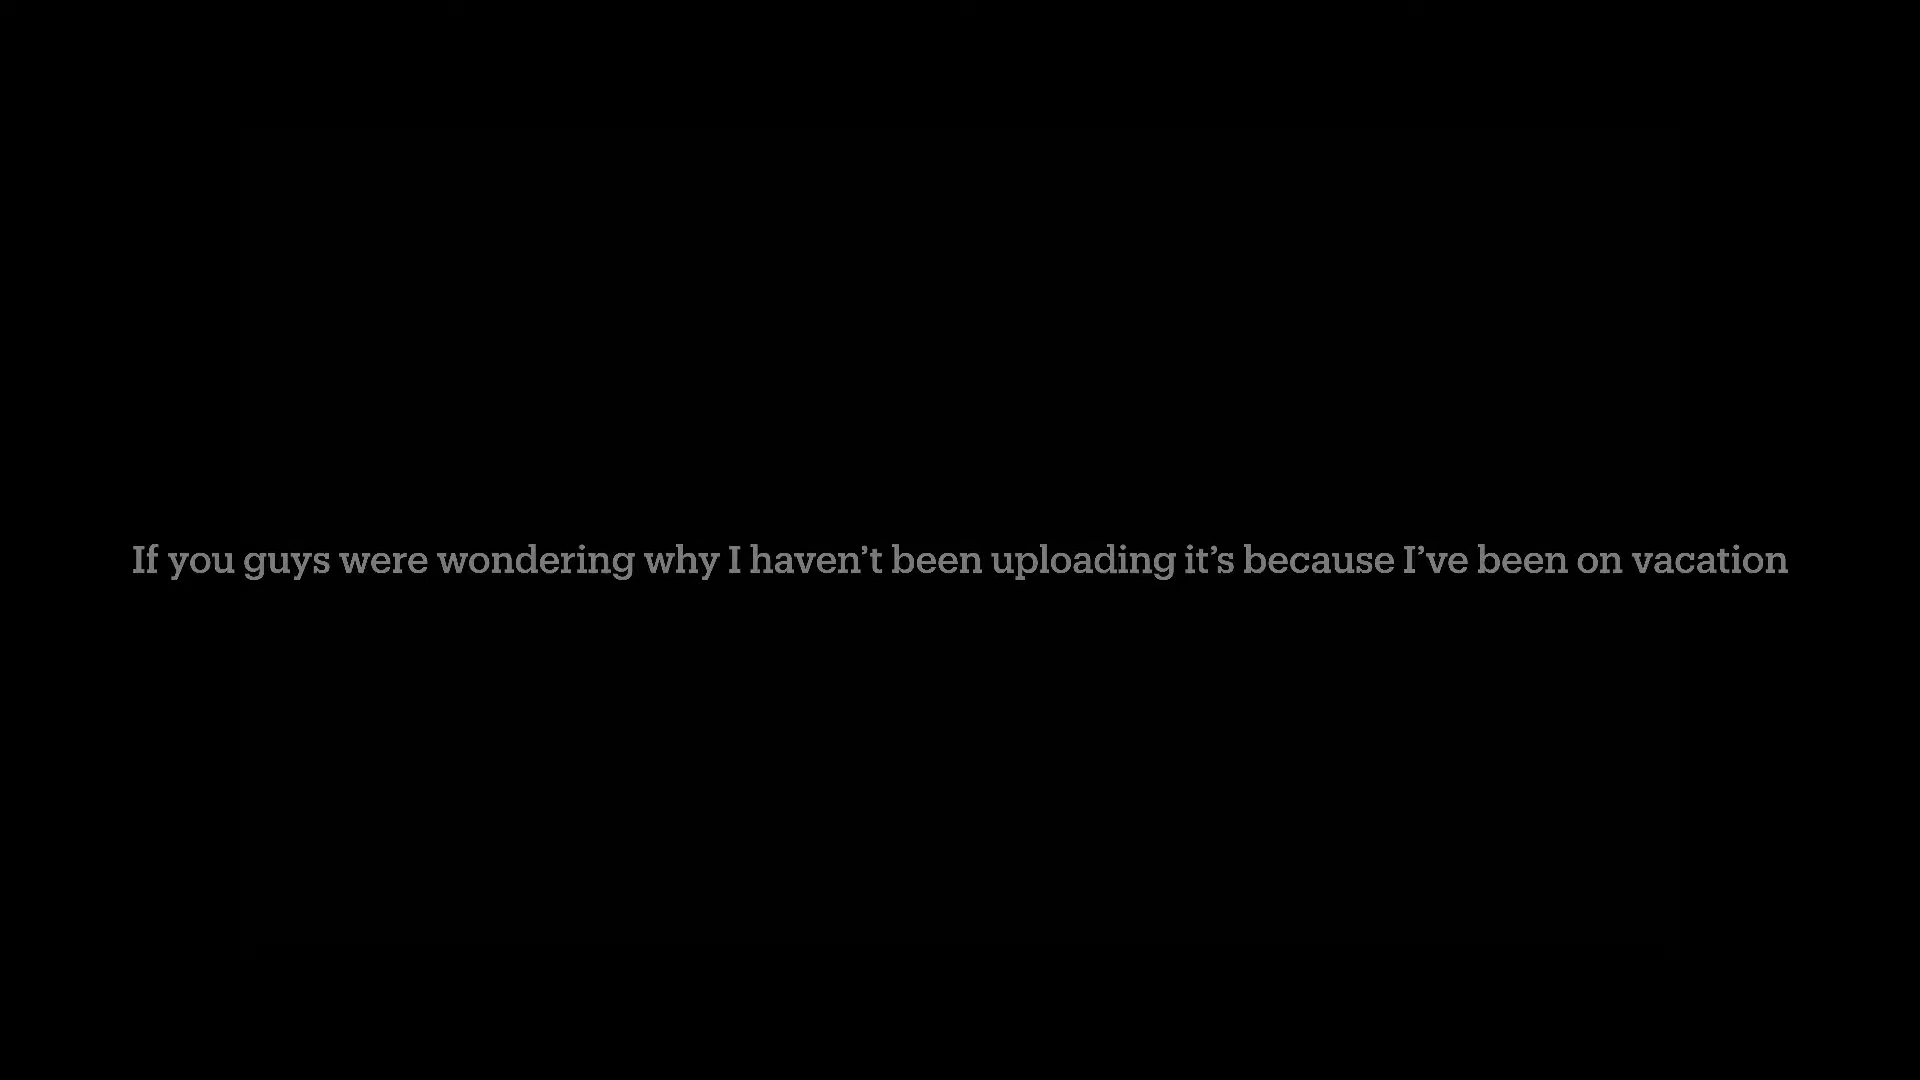 If you guys were wondering why I haven’t been uploading it’s because I’ve been on vacation